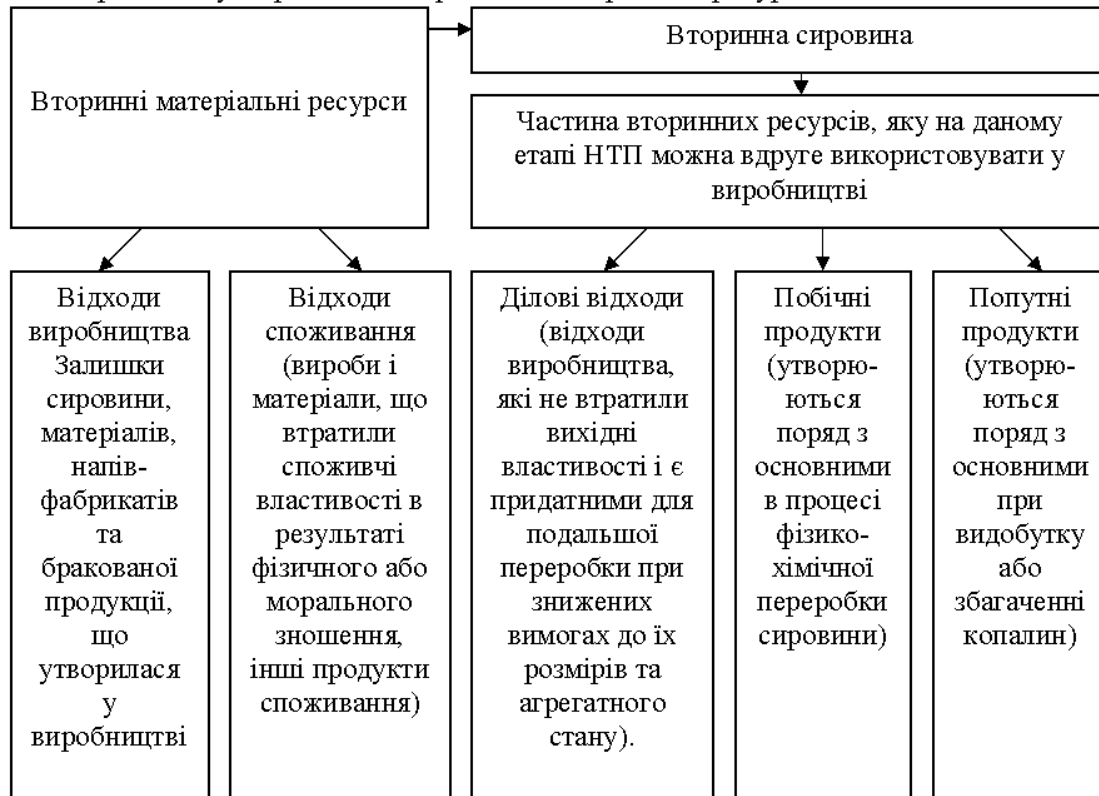 Вторинні матеріальні ресурси
Вторинна сировина
Частина вторинних ресурсів, яку на даному
етапі НТП можна вдруге використовувати у
виробництві
Відходи
виробництва
Залишки
сировини,
матеріалів,
напів-
фабрикатів
та
бракованої
продукції,
що
утворилася
у
виробництві
Відходи
споживання
(вироби і
матеріали, що
втратили
споживчі
властивості в
результаті
фізичного або
морального
зношення,
інші продукти
споживання)
Ділові відходи
(відходи
виробництва,
які не втратили
вихідні
властивості і є
придатними для
подальшої
переробки при
знижених
вимогах до їх
розмірів та
агрегатного
стану).
Побічні
продукти
(утворю-
ються
поряд з
основними
в процесі
фізико-
хімічної
переробки
сировини)
Попутні
продукти
(утворю-
ються
поряд з
основними
при
видобутку
або
збагаченні
копалин)